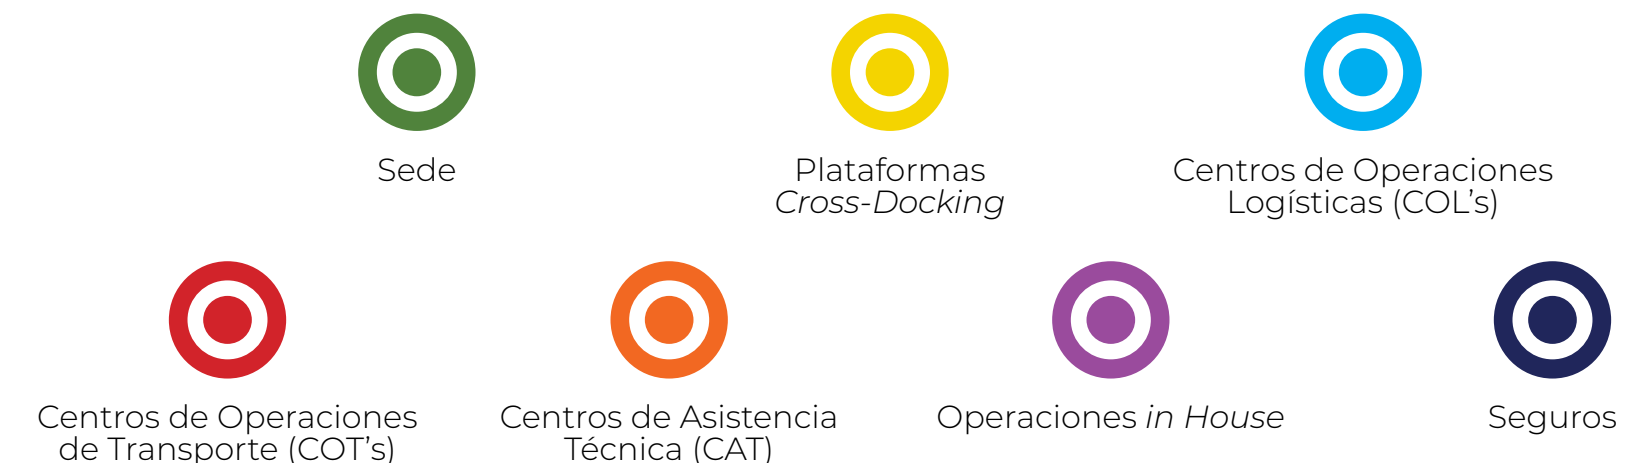 Sede
Plataformas
Cross-Docking
Centros de Operaciones
Logísticas (COL’s)
Centros de Operaciones
de Transporte (COT’s)
Centros de Asistencia
Técnica (CAT)
Operaciones in House
Seguros